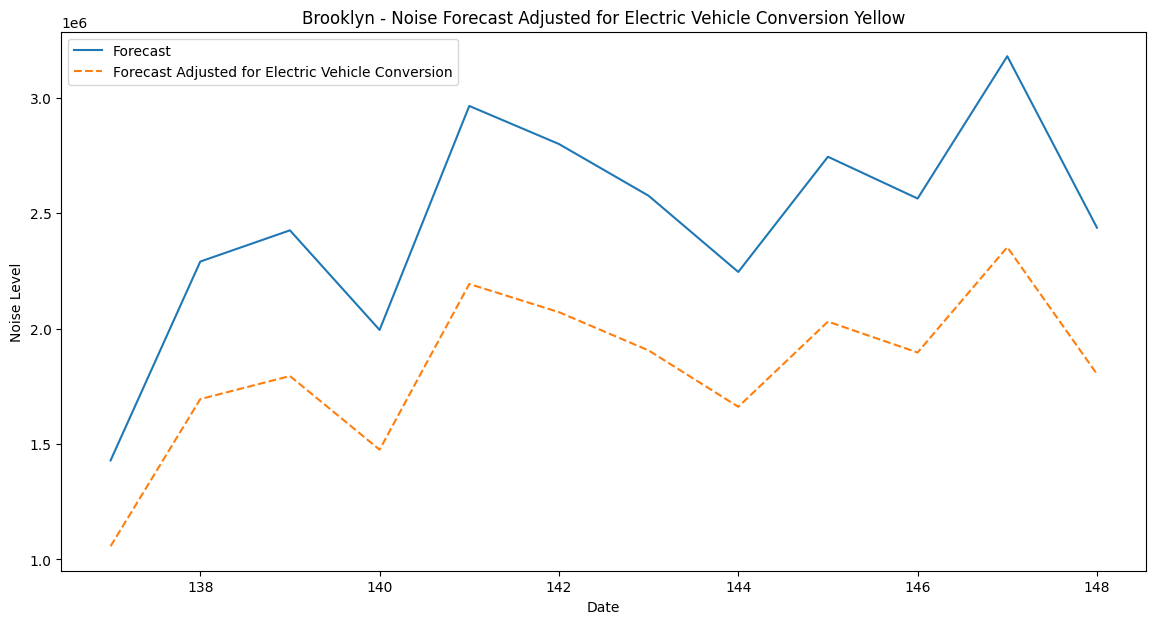 Brooklyn - Noise Forecast Adjusted for Electric Vehicle Conversion Yellow
1e6
Forecast
Forecast Adjusted for Electric Vehicle Conversion
3.0
2.5
2.0
1.5
1.0
Noise Level
138 140 142 144 146 148
Date